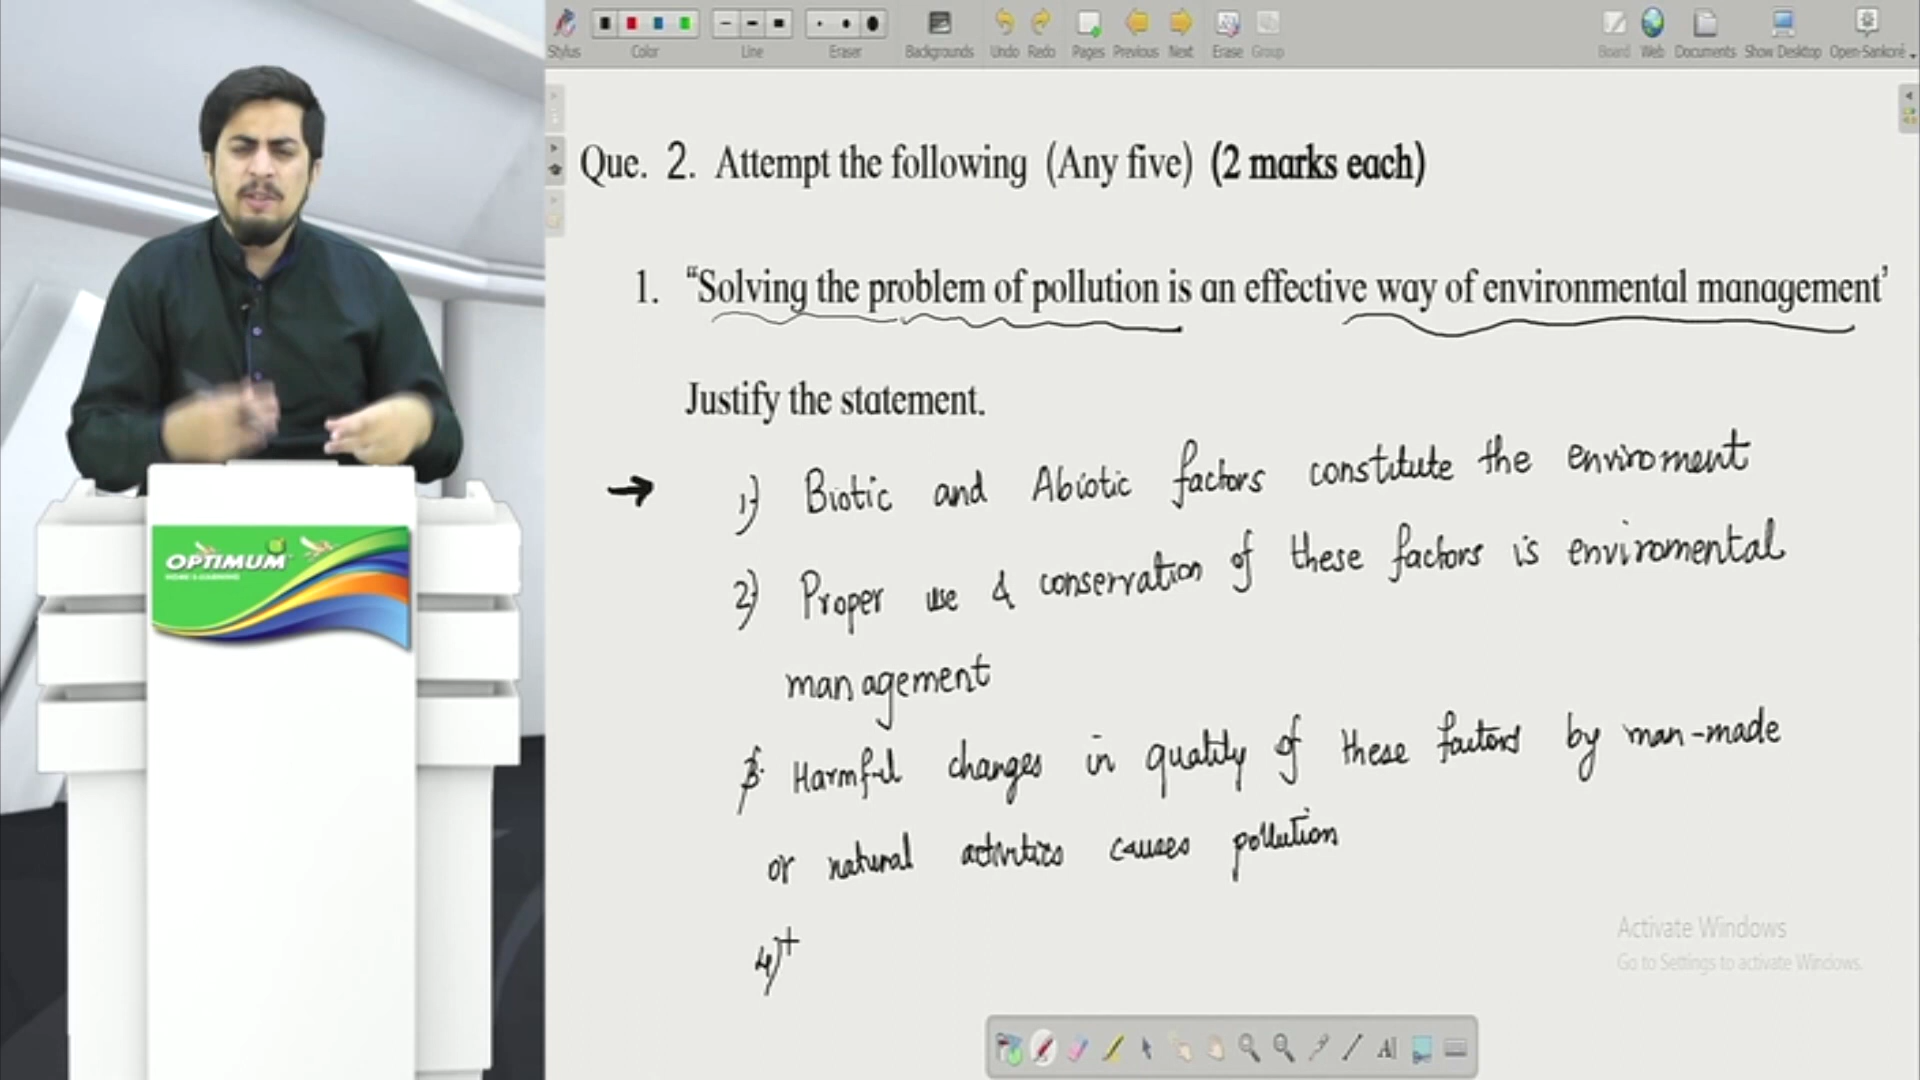 Stylus Color Line Eraser Backgrounds Undo Redo Pages Previous Next Erase Group Board Web Documents Show Desktop Open-Sankoré
Que. 2. Attempt the following (Any five) (2 marks each)
1. “Solving the problem of pollution is an effective way of environmental management’
Justify the statement.
→ 1) Biotic and Abiotic factors constitute the enviroment
2) Proper use & conservation of these factors is enviromental
management
3. Harmful changes in quality of these factors by man-made
or natural activities causes pollution
4)
OPTIMUM
HOME E-LEARNING
Activate Windows
Go to Settings to activate Windows.